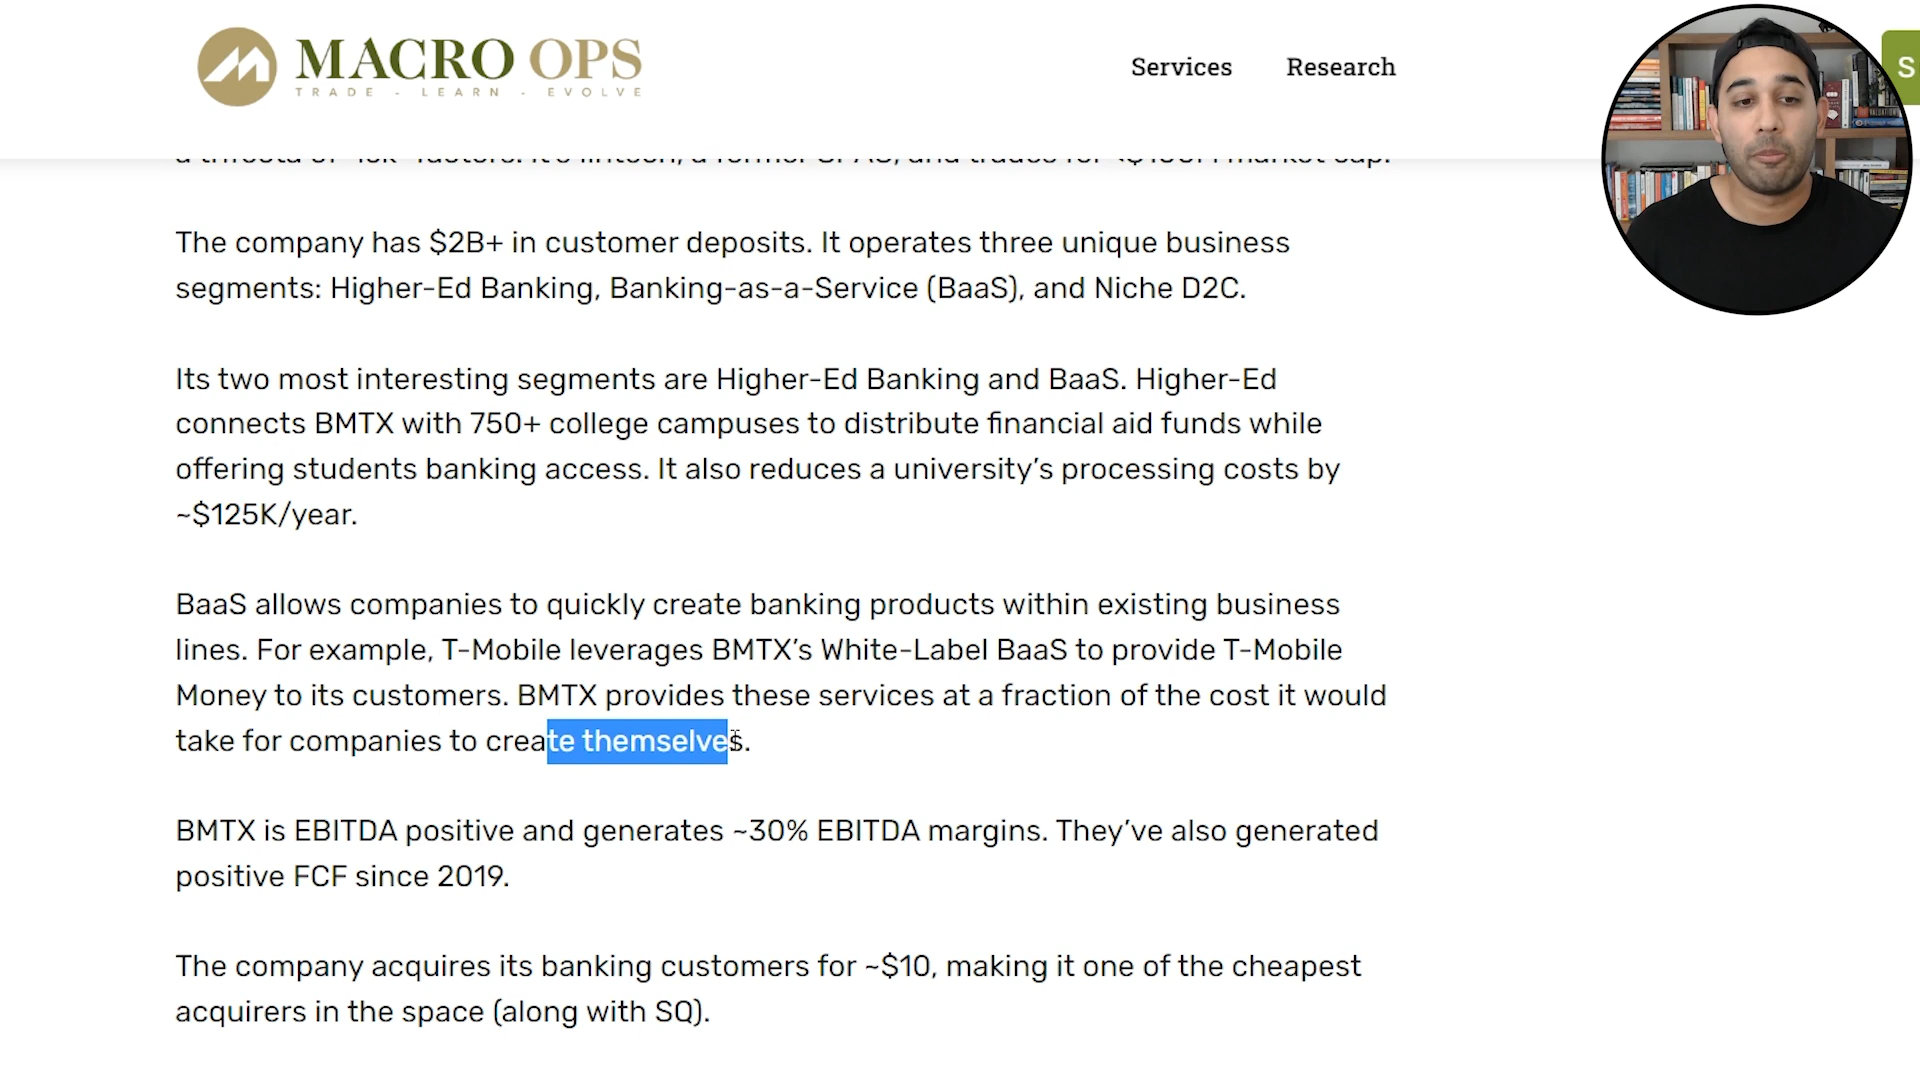 MACRO OPS
TRADE - LEARN - EVOLVE
Services
Research
S
The company has $2B+ in customer deposits. It operates three unique business
segments: Higher-Ed Banking, Banking-as-a-Service (BaaS), and Niche D2C.
Its two most interesting segments are Higher-Ed Banking and BaaS. Higher-Ed
connects BMTX with 750+ college campuses to distribute financial aid funds while
offering students banking access. It also reduces a university’s processing costs by
~$125K/year.
BaaS allows companies to quickly create banking products within existing business
lines. For example, T-Mobile leverages BMTX’s White-Label BaaS to provide T-Mobile
Money to its customers. BMTX provides these services at a fraction of the cost it would
take for companies to create themselves.
BMTX is EBITDA positive and generates ~30% EBITDA margins. They’ve also generated
positive FCF since 2019.
The company acquires its banking customers for ~$10, making it one of the cheapest
acquirers in the space (along with SQ).